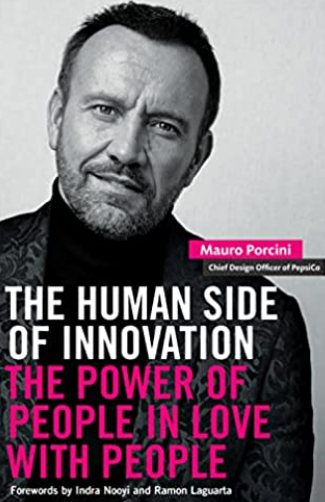 Mauro Porcini
Chief Design Officer of PepsiCo
THE HUMAN SIDE
OF INNOVATION
THE POWER OF
PEOPLE IN LOVE
WITH PEOPLE
Forewords by Indra Nooyi and Ramon Laguarta